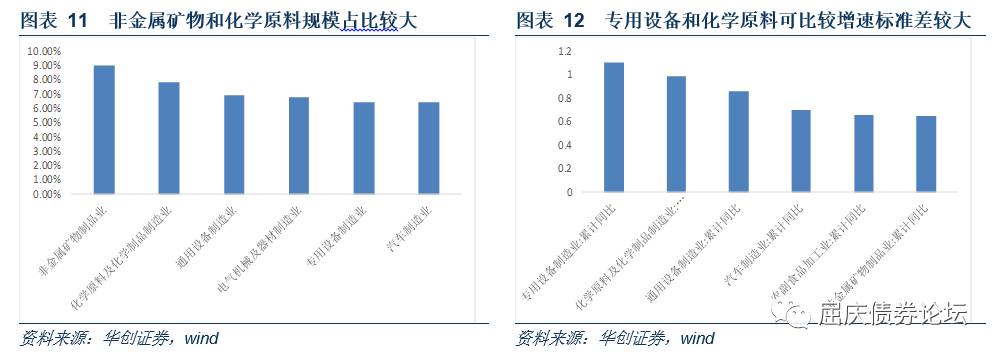 图表 11 非金属矿物和化学原料规模占比较大
10.00%
9.00%
8.00%
7.00%
6.00%
5.00%
4.00%
3.00%
2.00%
1.00%
0.00%
非金属矿物制品业
化学原料及化学制品制造业
通用设备制造业
电气机械及器材制造业
专用设备制造业
汽车制造业
资料来源：华创证券，wind
图表 12 专用设备和化学原料可比较增速标准差较大
1.2
1
0.8
0.6
0.4
0.2
0
专用设备制造业:累计同比
化学原料及化学制品制造业:…
通用设备制造业:累计同比
汽车制造业:累计同比
农副食品加工业:累计同比
非金属矿物制品业:累计同比
资料来源：华创证券，wind
屈庆债券论坛